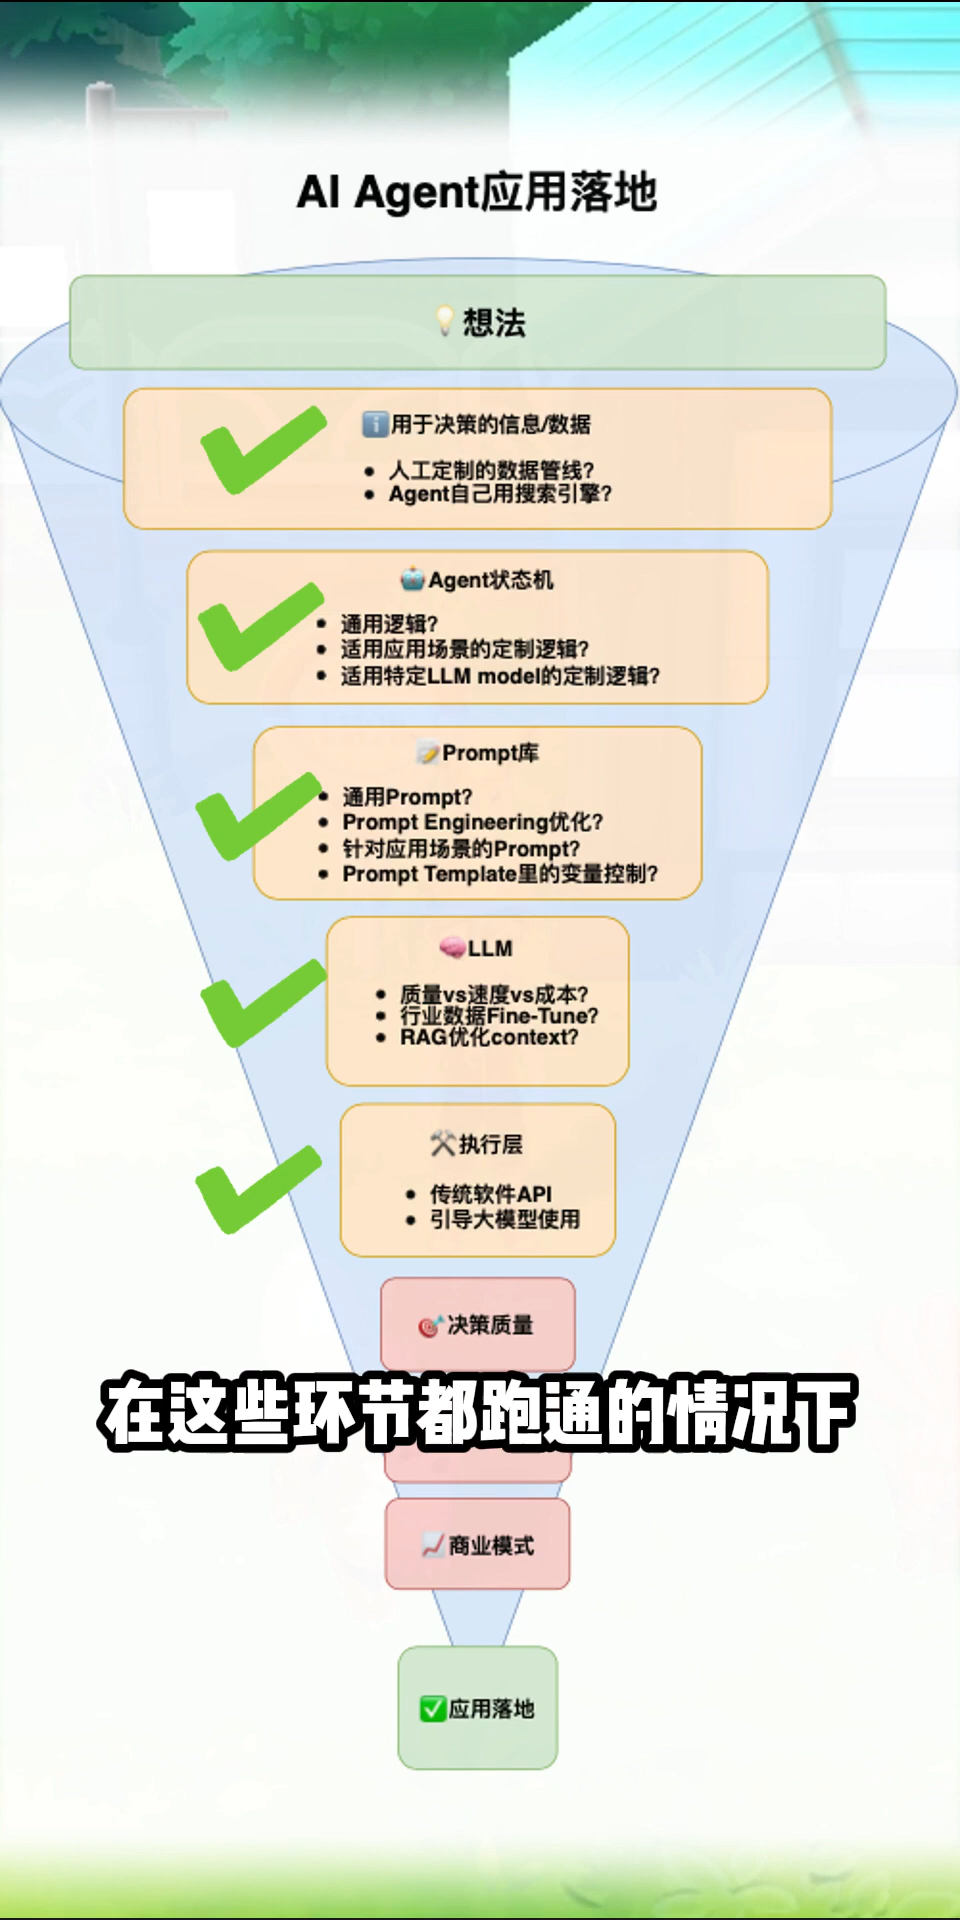 AI Agent应用落地
💡想法
ℹ️用于决策的信息/数据
• 人工定制的数据管线?
• Agent自己用搜索引擎?
🤖Agent状态机
• 通用逻辑?
• 适用应用场景的定制逻辑?
• 适用特定LLM model的定制逻辑?
📝Prompt库
• 通用Prompt?
• Prompt Engineering优化?
• 针对应用场景的Prompt?
• Prompt Template里的变量控制?
🧠LLM
• 质量vs速度vs成本?
• 行业数据Fine-Tune?
• RAG优化context?
⚒️执行层
• 传统软件API
• 引导大模型使用
🎯决策质量
在这些环节都跑通的情况下
📈商业模式
✅应用落地